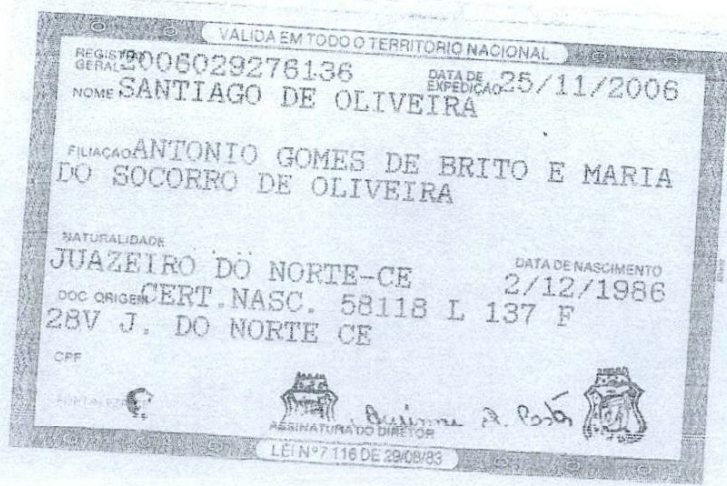 VALIDA EM TODO O TERRITORIO NACIONAL
REGISTRO GERAL 2006029276136 DATA DE EXPEDIÇÃO 25/11/2006
NOME SANTIAGO DE OLIVEIRA
FILIAÇÃO ANTONIO GOMES DE BRITO E MARIA
DO SOCORRO DE OLIVEIRA
NATURALIDADE DATA DE NASCIMENTO
JUAZEIRO DO NORTE-CE 2/12/1986
DOC ORIGEM CERT.NASC. 58118 L 137 F
28V J. DO NORTE CE
CPF
FORTALEZA
ASSINATURA DO DIRETOR
LEI Nº 7.116 DE 29/08/83